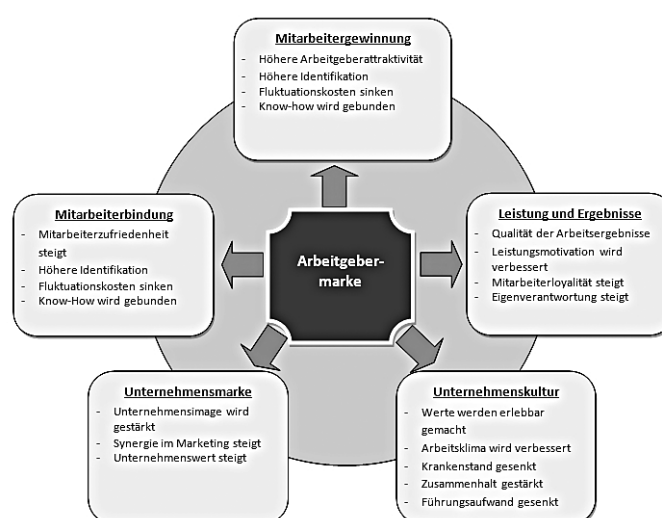 Mitarbeitergewinnung
- Höhere Arbeitgeberattraktivität
- Höhere Identifikation
- Fluktuationskosten sinken
- Know-how wird gebunden
Mitarbeiterbindung
- Mitarbeiterzufriedenheit
steigt
- Höhere Identifikation
- Fluktuationskosten sinken
- Know-How wird gebunden
Arbeitgeber-
marke
Leistung und Ergebnisse
- Qualität der Arbeitsergebnisse
- Leistungsmotivation wird
verbessert
- Mitarbeiterloyalität steigt
- Eigenverantwortung steigt
Unternehmensmarke
- Unternehmensimage wird
gestärkt
- Synergie im Marketing steigt
- Unternehmenswert steigt
Unternehmenskultur
- Werte werden erlebbar
gemacht
- Arbeitsklima wird verbessert
- Krankenstand gesenkt
- Zusammenhalt gestärkt
- Führungsaufwand gesenkt